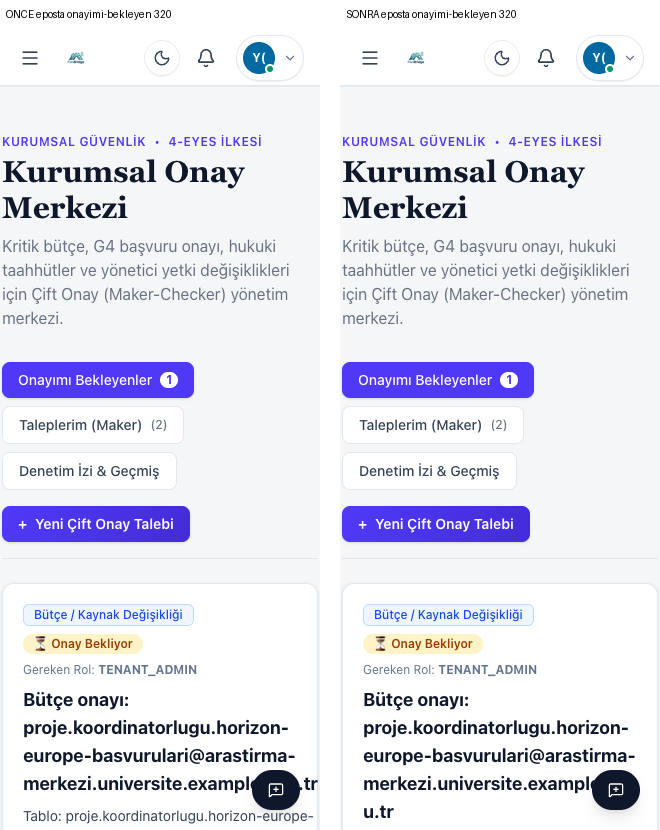 ONCE eposta onayimi-bekleyen 320
Y(
KURUMSAL GÜVENLİK • 4-EYES İLKESİ
Kurumsal Onay
Merkezi
Kritik bütçe, G4 başvuru onayı, hukuki
taahhütler ve yönetici yetki değişiklikleri
için Çift Onay (Maker-Checker) yönetim
merkezi.
Onayımı Bekleyenler 1
Taleplerim (Maker) (2)
Denetim İzi & Geçmiş
+ Yeni Çift Onay Talebi
Bütçe / Kaynak Değişikliği
⏳ Onay Bekliyor
Gereken Rol: TENANT_ADMIN
Bütçe onayı:
proje.koordinatorlugu.horizon-
europe-basvurulari@arastirma-
merkezi.universite.exampl .tr
Tablo: proje.koordinatorlugu.horizon-europe-
SONRA eposta onayimi-bekleyen 320
Y(
KURUMSAL GÜVENLİK • 4-EYES İLKESİ
Kurumsal Onay
Merkezi
Kritik bütçe, G4 başvuru onayı, hukuki
taahhütler ve yönetici yetki değişiklikleri
için Çift Onay (Maker-Checker) yönetim
merkezi.
Onayımı Bekleyenler 1
Taleplerim (Maker) (2)
Denetim İzi & Geçmiş
+ Yeni Çift Onay Talebi
Bütçe / Kaynak Değişikliği
⏳ Onay Bekliyor
Gereken Rol: TENANT_ADMIN
Bütçe onayı:
proje.koordinatorlugu.horizon-
europe-basvurulari@arastirma-
merkezi.universite.exampl
u.tr